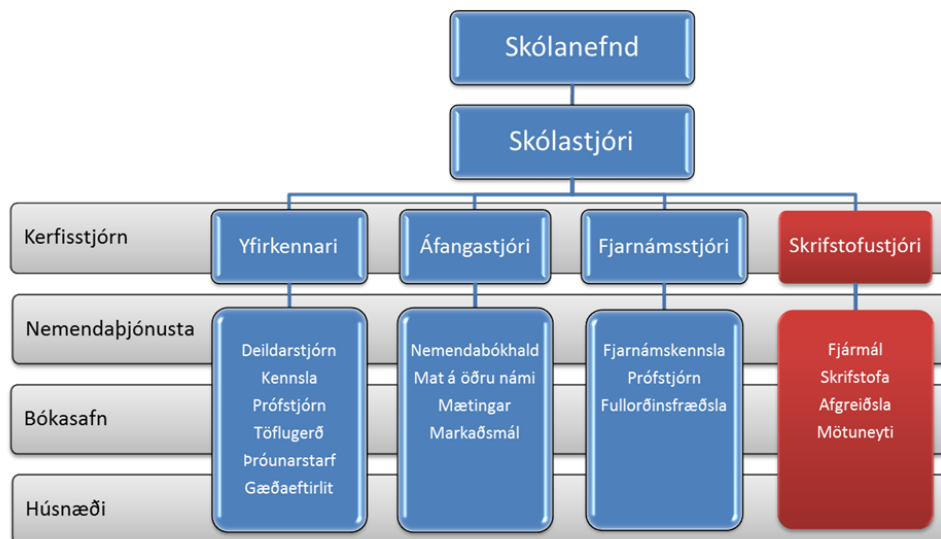 Skólanefnd
Skólastjóri
Kerfisstjórn
Yfirkennari
Áfangastjóri
Fjarnámsstjóri
Skrifstofustjóri
Nemendaþjónusta
Bókasafn
Húsnæði
Deildarstjórn
Kennsla
Prófstjórn
Töflugerð
Þróunarstarf
Gæðaeftirlit
Nemendabókhald
Mat á öðru námi
Mætingar
Markaðsmál
Fjarnámskennsla
Prófstjórn
Fullorðinsfræðsla
Fjármál
Skrifstofa
Afgreiðsla
Mötuneyti